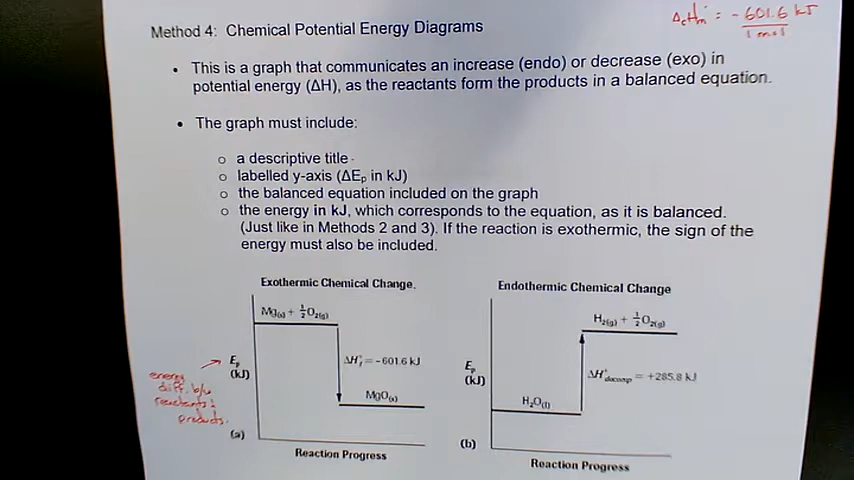 Method 4: Chemical Potential Energy Diagrams
ΔcHm° = -601.6 kJ
1 mol
• This is a graph that communicates an increase (endo) or decrease (exo) in
potential energy (ΔH), as the reactants form the products in a balanced equation.
• The graph must include:
o a descriptive title
o labelled y-axis (ΔEp in kJ)
o the balanced equation included on the graph
o the energy in kJ, which corresponds to the equation, as it is balanced.
(Just like in Methods 2 and 3). If the reaction is exothermic, the sign of the
energy must also be included.
Exothermic Chemical Change.
Mg(s) + ½O2(g)
Ep
(kJ)
ΔH°f = -601.6 kJ
MgO(s)
(a)
Reaction Progress
energy
diff. b/w
reactants &
products.
Endothermic Chemical Change
H2(g) + ½O2(g)
Ep
(kJ)
ΔH°decomp = +285.8 kJ
H2O(l)
(b)
Reaction Progress